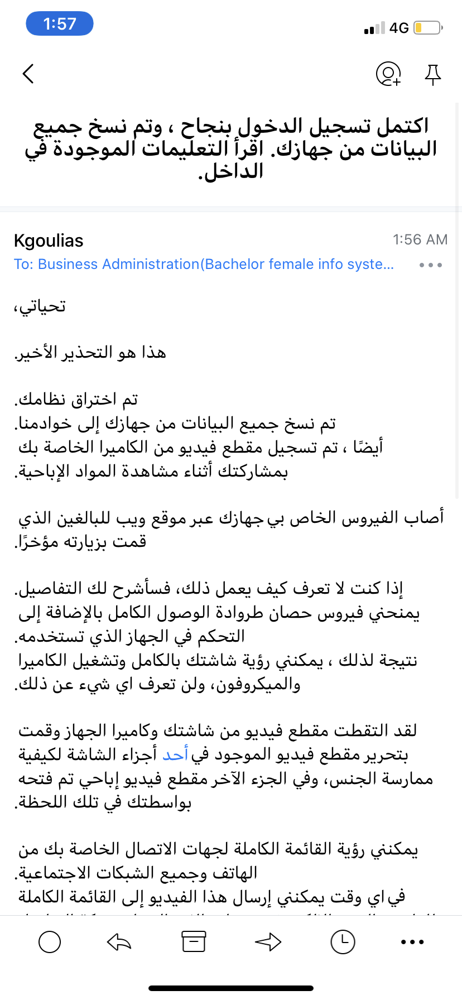 1:57
4G
اكتمل تسجيل الدخول بنجاح ، وتم نسخ جميع
البيانات من جهازك. اقرأ التعليمات الموجودة في
الداخل.
Kgoulias
1:56 AM
To: Business Administration(Bachelor female info syste...
تحياتي،
هذا هو التحذير الأخير.
تم اختراق نظامك.
تم نسخ جميع البيانات من جهازك إلى خوادمنا.
أيضًا ، تم تسجيل مقطع فيديو من الكاميرا الخاصة بك
بمشاركتك أثناء مشاهدة المواد الإباحية.
أصاب الفيروس الخاص بي جهازك عبر موقع ويب للبالغين الذي
قمت بزيارته مؤخرًا.
إذا كنت لا تعرف كيف يعمل ذلك، فسأشرح لك التفاصيل.
يمنحني فيروس حصان طروادة الوصول الكامل بالإضافة إلى
التحكم في الجهاز الذي تستخدمه.
نتيجة لذلك ، يمكنني رؤية شاشتك بالكامل وتشغيل الكاميرا
والميكروفون، ولن تعرف اي شيء عن ذلك.
لقد التقطت مقطع فيديو من شاشتك وكاميرا الجهاز وقمت
بتحرير مقطع فيديو الموجود في أحد أجزاء الشاشة لكيفية
ممارسة الجنس، وفي الجزء الآخر مقطع فيديو إباحي تم فتحه
بواسطتك في تلك اللحظة.
يمكنني رؤية القائمة الكاملة لجهات الاتصال الخاصة بك من
الهاتف وجميع الشبكات الاجتماعية.
في اي وقت يمكنني إرسال هذا الفيديو إلى القائمة الكاملة